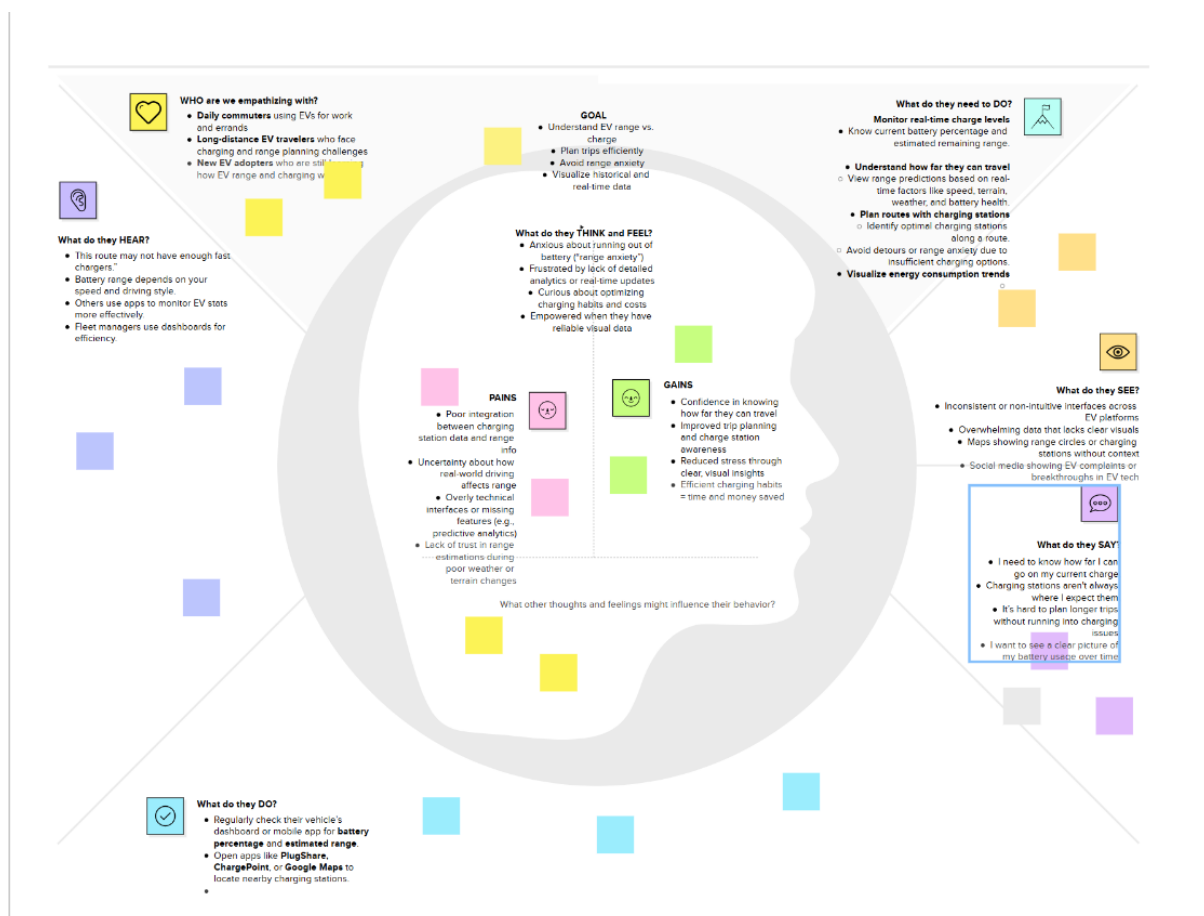 WHO are we empathizing with?
● Daily commuters using EVs for work
and errands
● Long-distance EV travelers who face
charging and range planning challenges
● New EV adopters who are still
how EV range and charging
GOAL
● Understand EV range vs.
charge
● Plan trips efficiently
● Avoid range anxiety
● Visualize historical and
real-time data
What do they need to DO?
Monitor real-time charge levels
● Know current battery percentage and
estimated remaining range.
● Understand how far they can travel
○ View range predictions based on real-
time factors like speed, terrain,
weather, and battery health.
● Plan routes with charging stations
○ Identify optimal charging stations
along a route.
○ Avoid detours or range anxiety due to
insufficient charging options.
● Visualize energy consumption trends
○
What do they HEAR?
● This route may not have enough fast
chargers.”
● Battery range depends on your
speed and driving style.
● Others use apps to monitor EV stats
more effectively.
● Fleet managers use dashboards for
efficiency.
What do they THINK and FEEL?
● Anxious about running out of
battery (“range anxiety”)
● Frustrated by lack of detailed
analytics or real-time updates
● Curious about optimizing
charging habits and costs
● Empowered when they have
reliable visual data
PAINS
● Poor integration
between charging
station data and range
info
● Uncertainty about how
real-world driving
affects range
● Overly technical
interfaces or missing
features (e.g.,
predictive analytics)
● Lack of trust in range
estimations during
poor weather or
terrain changes
GAINS
● Confidence in knowing
how far they can travel
● Improved trip planning
and charge station
awareness
● Reduced stress through
clear, visual insights
● Efficient charging habits
= time and money saved
What do they SEE?
● Inconsistent or non-intuitive interfaces across
EV platforms
● Overwhelming data that lacks clear visuals
● Maps showing range circles or charging
stations without context
● Social media showing EV complaints or
breakthroughs in EV tech
What do they SAY?
● I need to know how far I can
go on my current charge
● Charging stations aren't always
where I expect them
● It's hard to plan longer trips
without running into charging
issues
● I want to see a clear picture of
my battery usage over time
What other thoughts and feelings might influence their behavior?
What do they DO?
● Regularly check their vehicle's
dashboard or mobile app for battery
percentage and estimated range.
● Open apps like PlugShare,
ChargePoint, or Google Maps to
locate nearby charging stations.
●